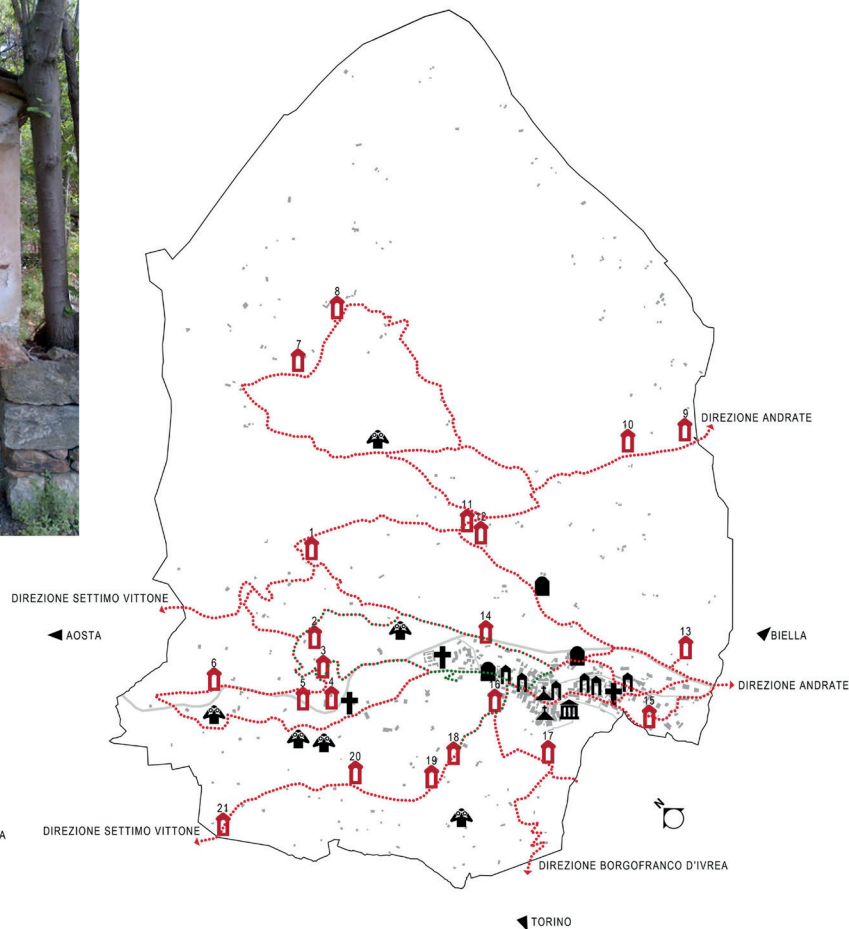 8
7
9
DIREZIONE ANDRATE
10
11
12
1
DIREZIONE SETTIMO VITTONE
AOSTA
2
14
13
BIELLA
3
6
5
4
DIREZIONE ANDRATE
16
15
18
17
19
20
21
N
A
DIREZIONE SETTIMO VITTONE
DIREZIONE BORGOFRANCO D'IVREA
TORINO